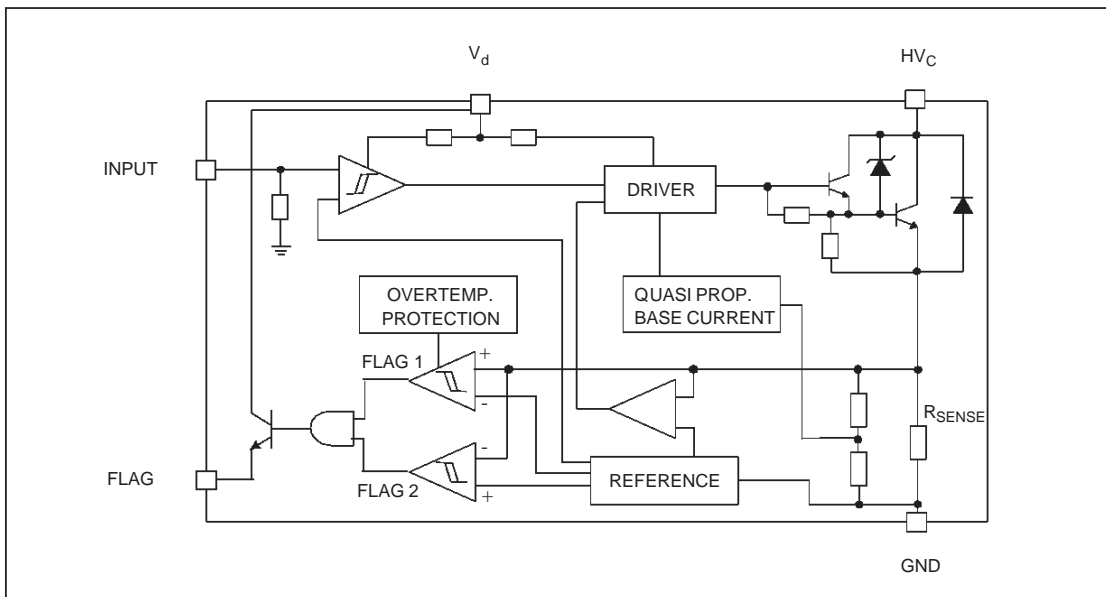 V_d
HV_C
INPUT
DRIVER
OVERTEMP.
PROTECTION
QUASI PROP.
BASE CURRENT
FLAG 1
+
-
R_SENSE
-
FLAG
FLAG 2
+
REFERENCE
GND